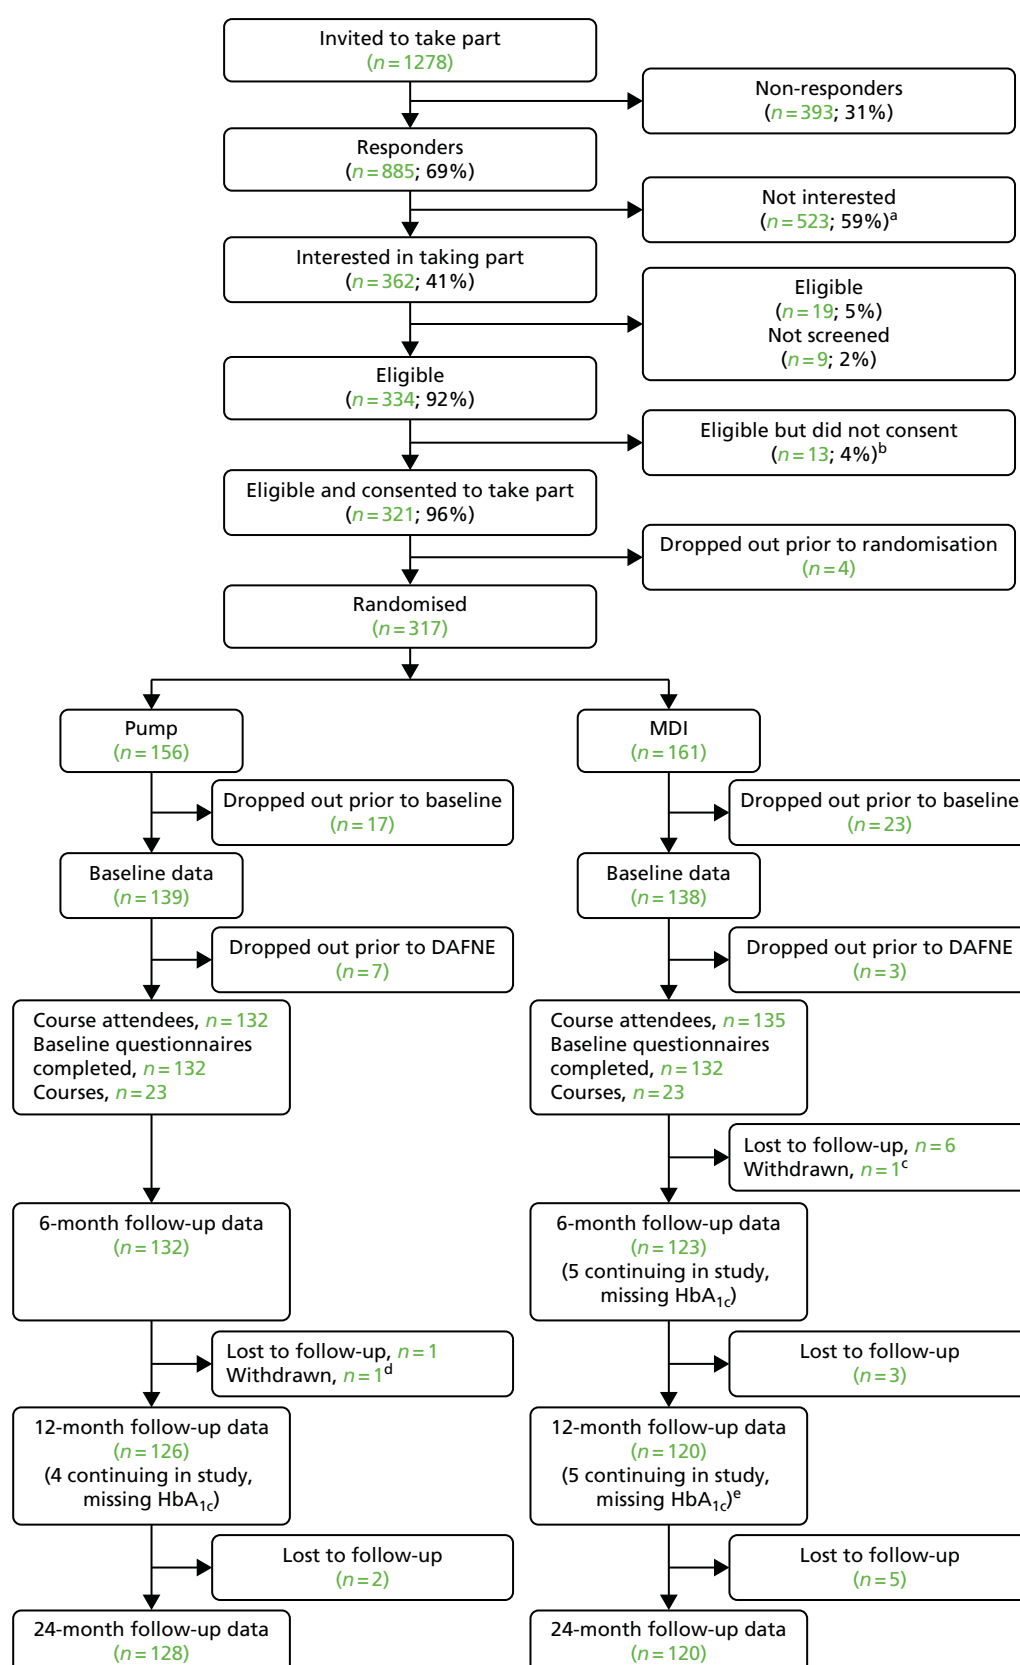 Invited to take part
(n=1278)
Non-responders
(n=393; 31%)
Responders
(n=885; 69%)
Not interested
(n=523; 59%)a
Interested in taking part
(n=362; 41%)
Eligible
(n=19; 5%)
Not screened
(n=9; 2%)
Eligible
(n=334; 92%)
Eligible but did not consent
(n=13; 4%)b
Eligible and consented to take part
(n=321; 96%)
Dropped out prior to randomisation
(n=4)
Randomised
(n=317)
Pump
(n=156)
MDI
(n=161)
Dropped out prior to baseline
(n=17)
Dropped out prior to baseline
(n=23)
Baseline data
(n=139)
Baseline data
(n=138)
Dropped out prior to DAFNE
(n=7)
Dropped out prior to DAFNE
(n=3)
Course attendees, n=132
Baseline questionnaires
completed, n=132
Courses, n=23
Course attendees, n=135
Baseline questionnaires
completed, n=132
Courses, n=23
Lost to follow-up, n=6
Withdrawn, n=1c
6-month follow-up data
(n=132)
6-month follow-up data
(n=123)
(5 continuing in study,
missing HbA1c)
Lost to follow-up, n=1
Withdrawn, n=1d
Lost to follow-up
(n=3)
12-month follow-up data
(n=126)
(4 continuing in study,
missing HbA1c)
12-month follow-up data
(n=120)
(5 continuing in study,
missing HbA1c)e
Lost to follow-up
(n=2)
Lost to follow-up
(n=5)
24-month follow-up data
(n=128)
24-month follow-up data
(n=120)